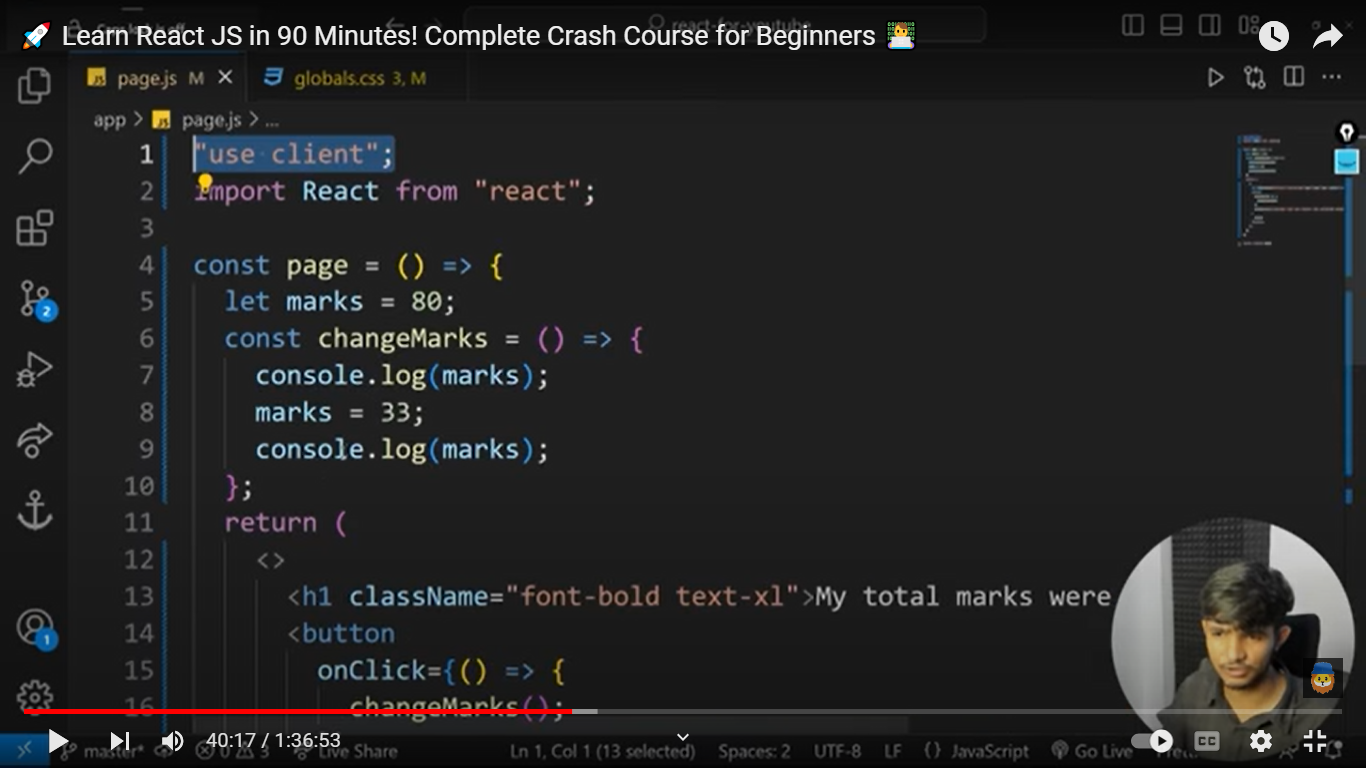 🚀 Learn React JS in 90 Minutes! Complete Crash Course for Beginners 👨‍💻
react-for-youtube
page.js M
globals.css 3, M
app > page.js > ...
1 "use client";
2 import React from "react";
3
4 const page = () => {
5 let marks = 80;
6 const changeMarks = () => {
7 console.log(marks);
8 marks = 33;
9 console.log(marks);
10 };
11 return (
12 <>
13 <h1 className="font-bold text-xl">My total marks were
14 <button
15 onClick={() => {
16 changeMarks();
2
1
40:17 / 1:36:53
master*
Live Share
Ln 1, Col 1 (13 selected)
Spaces: 2
UTF-8
LF
{} JavaScript
Go Live
CC